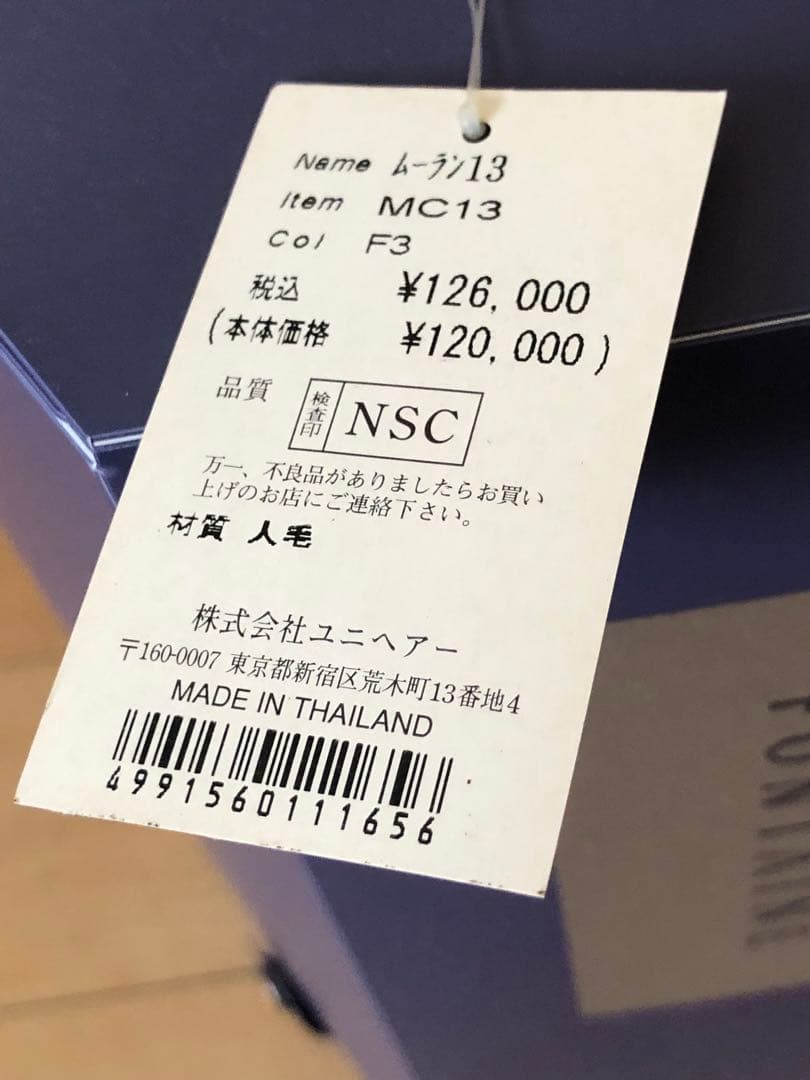 Name ムーラン13
Item MC13
Col F3
税込 ¥126,000
(本体価格 ¥120,000)
品質 検査印 NSC
万一、不良品がありましたらお買い
上げのお店にご連絡下さい。
材質 人毛
株式会社ユニヘアー
〒160-0007 東京都新宿区荒木町13番地4
MADE IN THAILAND
4991560111656
FONTAINE